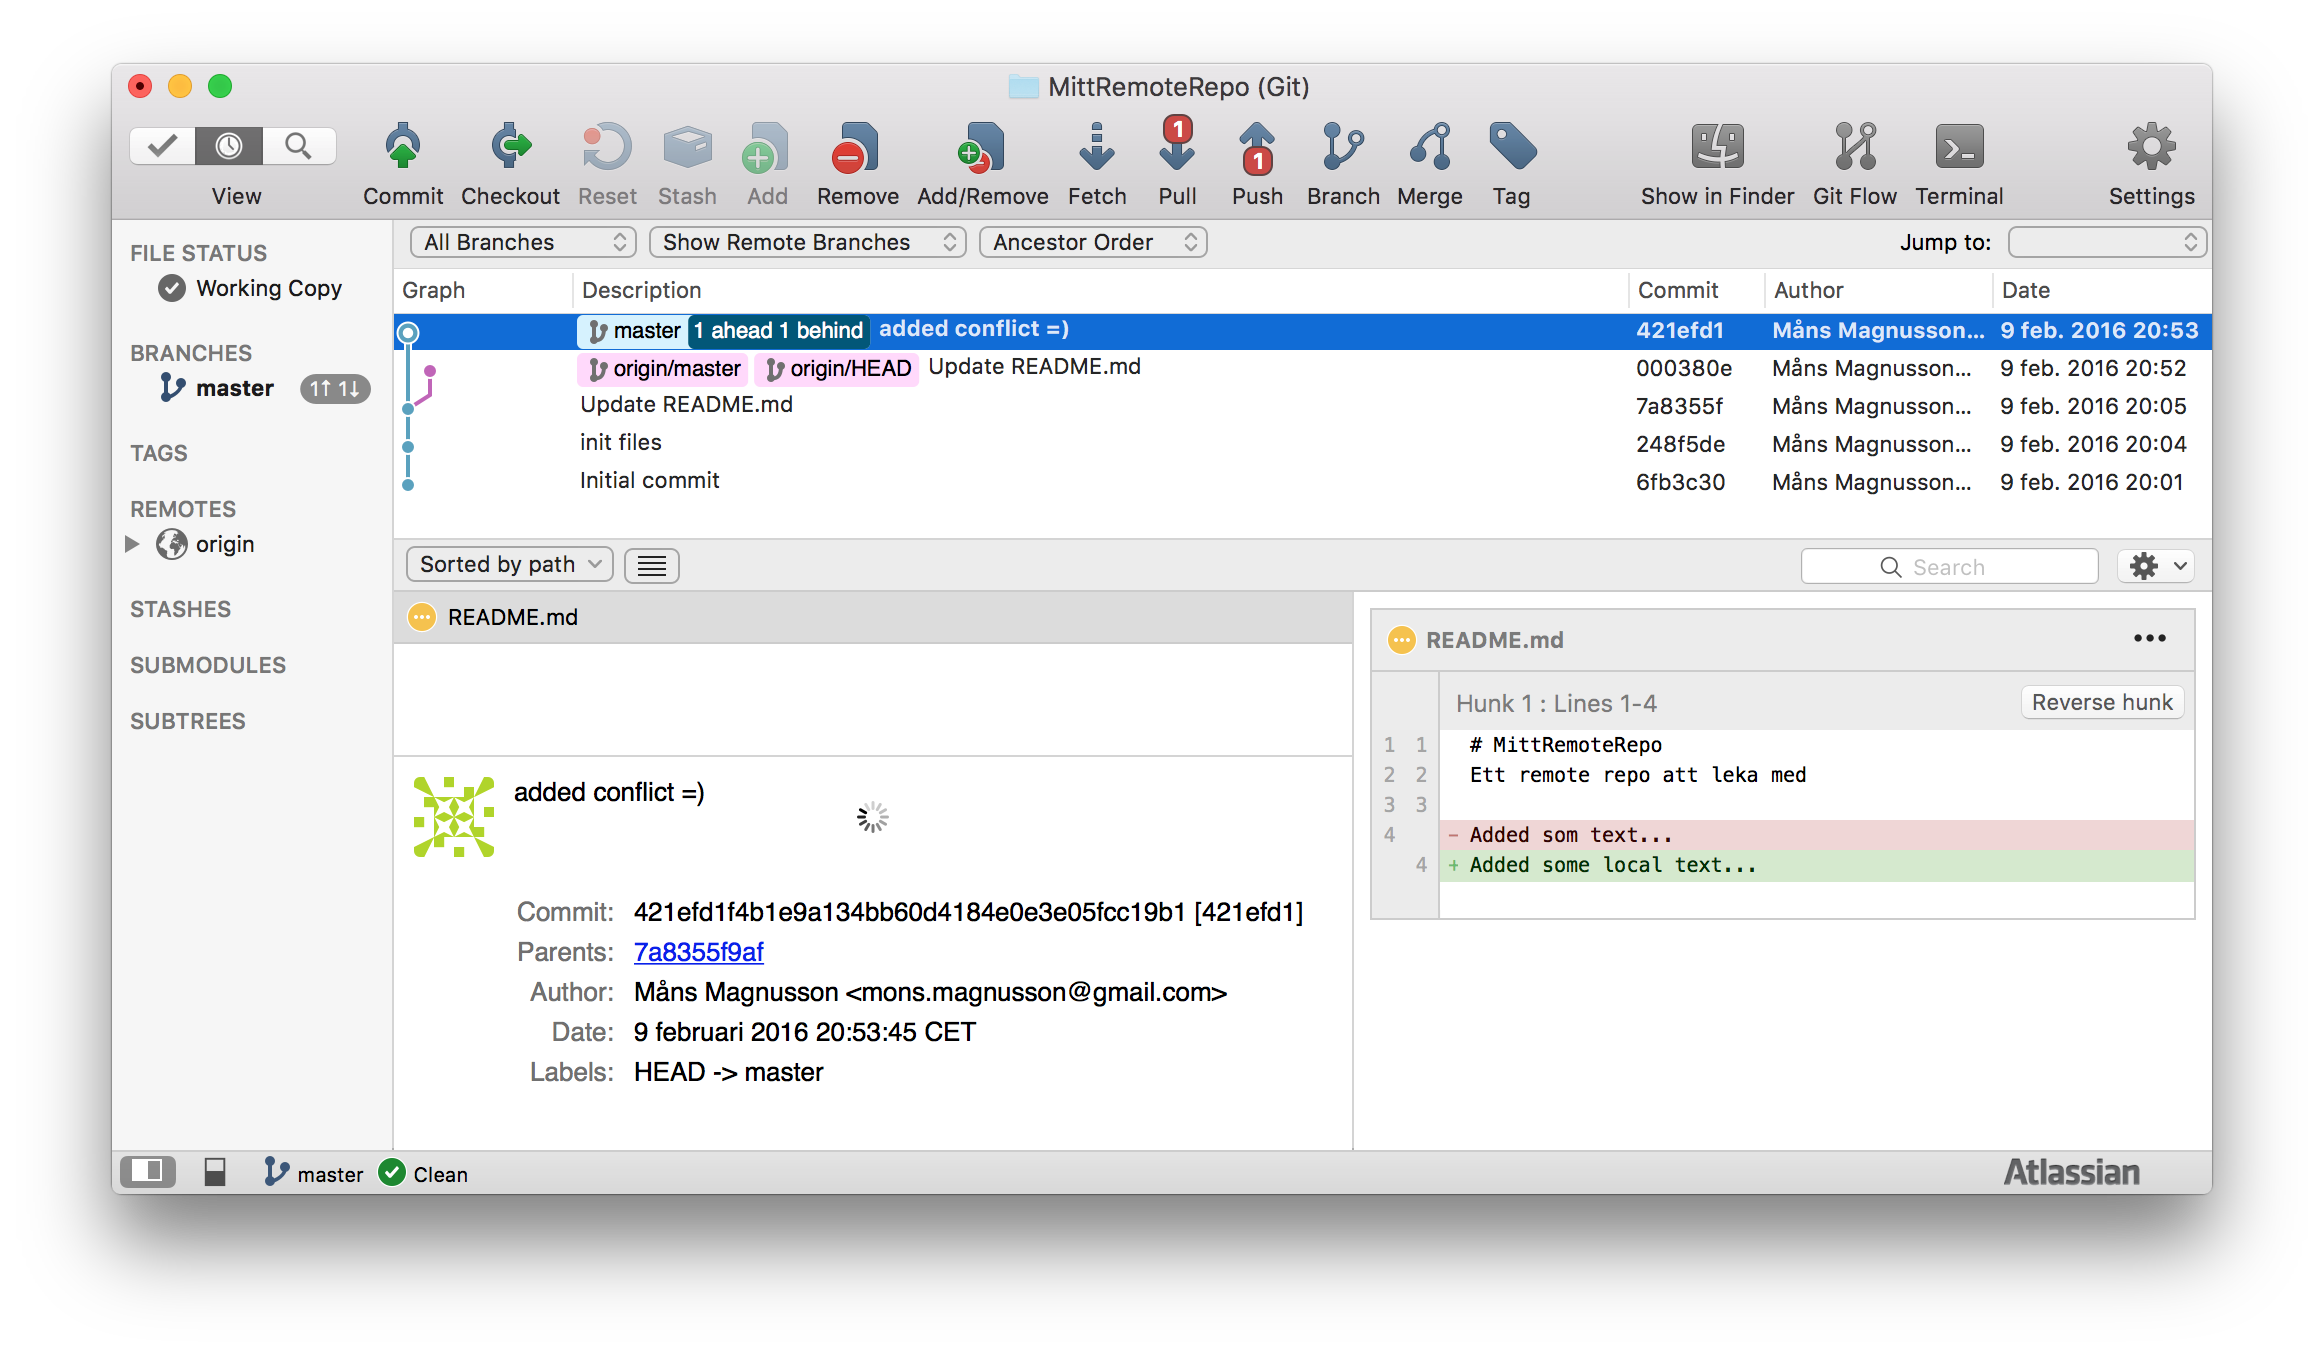 MittRemoteRepo (Git)
View Commit Checkout Reset Stash Add Remove Add/Remove Fetch 1 Pull 1 Push Branch Merge Tag Show in Finder Git Flow Terminal Settings
FILE STATUS
Working Copy
BRANCHES
master 1↑ 1↓
TAGS
REMOTES
origin
STASHES
SUBMODULES
SUBTREES
All Branches Show Remote Branches Ancestor Order Jump to:
Graph Description Commit Author Date
master 1 ahead 1 behind added conflict =) 421efd1 Måns Magnusson... 9 feb. 2016 20:53
origin/master origin/HEAD Update README.md 000380e Måns Magnusson... 9 feb. 2016 20:52
Update README.md 7a8355f Måns Magnusson... 9 feb. 2016 20:05
init files 248f5de Måns Magnusson... 9 feb. 2016 20:04
Initial commit 6fb3c30 Måns Magnusson... 9 feb. 2016 20:01
Sorted by path Search
README.md
added conflict =)
Commit: 421efd1f4b1e9a134bb60d4184e0e3e05fcc19b1 [421efd1]
Parents: 7a8355f9af
Author: Måns Magnusson <mons.magnusson@gmail.com>
Date: 9 februari 2016 20:53:45 CET
Labels: HEAD -> master
README.md
Hunk 1 : Lines 1-4 Reverse hunk
1 1 # MittRemoteRepo
2 2 Ett remote repo att leka med
3 3
4 - Added som text...
4 + Added some local text...
master Clean Atlassian